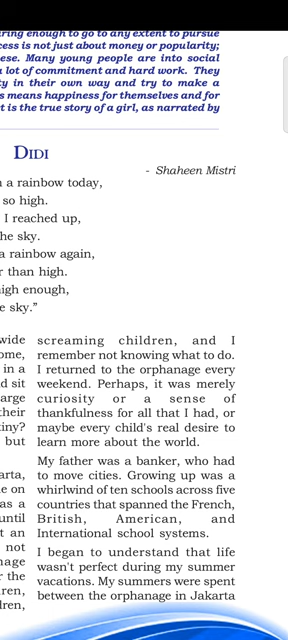 ring enough to go to any extent to pursue
cess is not just about money or popularity;
ese. Many young people are into social
a lot of commitment and hard work. They
ty in their own way and try to make a
s means happiness for themselves and for
t is the true story of a girl, as narrated by
DIDI
- Shaheen Mistri
a rainbow today,
so high.
I reached up,
he sky.
a rainbow again,
r than high.
igh enough,
e sky."
wide
ome,
in a
d sit
arge
their
tiny?
but
arta,
e on
as a
until
t an
not
nage
r the
ren,
dren,
screaming children, and I
remember not knowing what to do.
I returned to the orphanage every
weekend. Perhaps, it was merely
curiosity or a sense of
thankfulness for all that I had, or
maybe every child's real desire to
learn more about the world.
My father was a banker, who had
to move cities. Growing up was a
whirlwind of ten schools across five
countries that spanned the French,
British, American, and
International school systems.
I began to understand that life
wasn't perfect during my summer
vacations. My summers were spent
between the orphanage in Jakarta